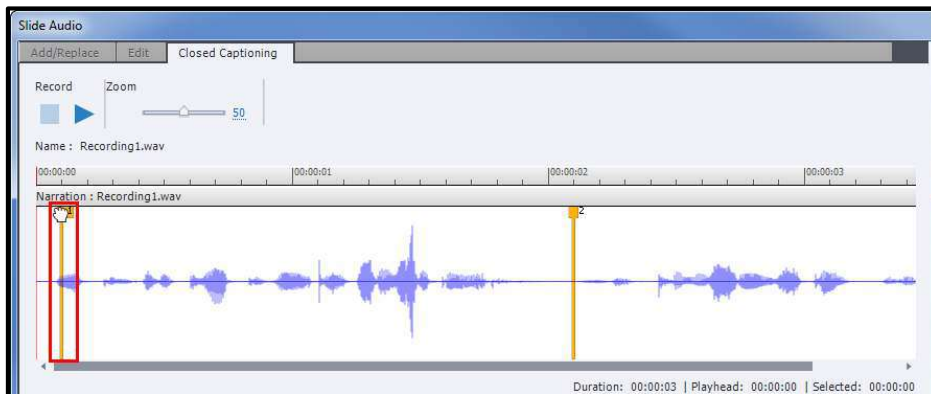 Slide Audio
Add/Replace Edit Closed Captioning
Record Zoom
50
Name : Recording1.wav
00:00:00 00:00:01 00:00:02 00:00:03
Narration : Recording1.wav
1 2
Duration: 00:00:03 | Playhead: 00:00:00 | Selected: 00:00:00